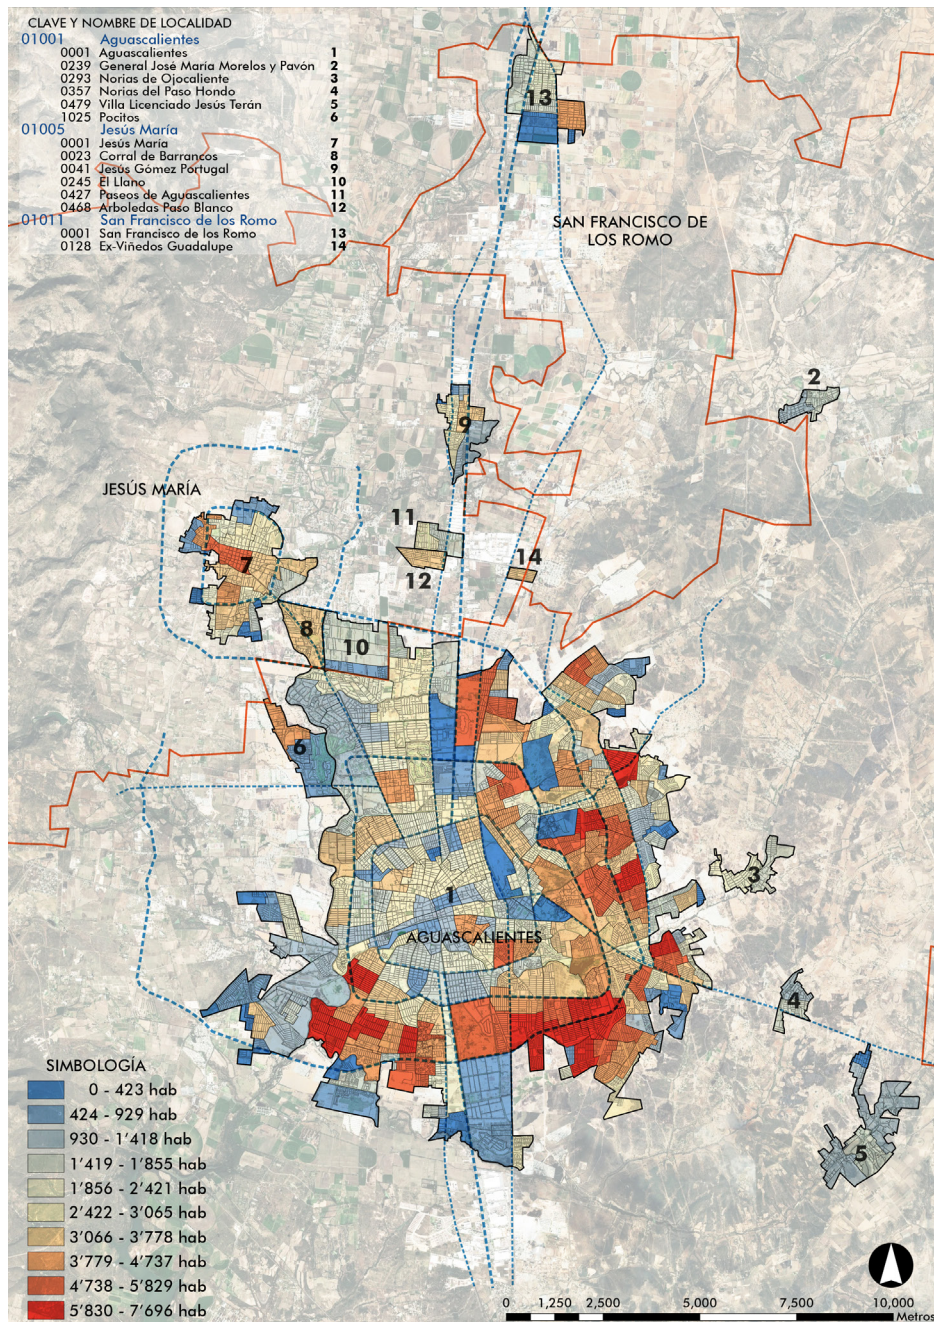 CLAVE Y NOMBRE DE LOCALIDAD
01001 Aguascalientes
0001 Aguascalientes 1
0239 General José María Morelos y Pavón 2
0293 Norias de Ojocaliente 3
0357 Norias del Paso Hondo 4
0479 Villa Licenciado Jesús Terán 5
1025 Pocitos 6
01005 Jesús María
0001 Jesús María 7
0023 Corral de Barrancos 8
0041 Jesús Gómez Portugal 9
0245 El Llano 10
0427 Paseos de Aguascalientes 11
0468 Arboledas Paso Blanco 12
01011 San Francisco de los Romo
0001 San Francisco de los Romo 13
0128 Ex-Viñedos Guadalupe 14
13
SAN FRANCISCO DE
LOS ROMO
2
9
JESÚS MARÍA
11
7
12
14
8
10
6
3
1
AGUASCALIENTES
4
5
SIMBOLOGÍA
0 - 423 hab
424 - 929 hab
930 - 1'418 hab
1'419 - 1'855 hab
1'856 - 2'421 hab
2'422 - 3'065 hab
3'066 - 3'778 hab
3'779 - 4'737 hab
4'738 - 5'829 hab
5'830 - 7'696 hab
0 1,250 2,500 5,000 7,500 10,000
Metros